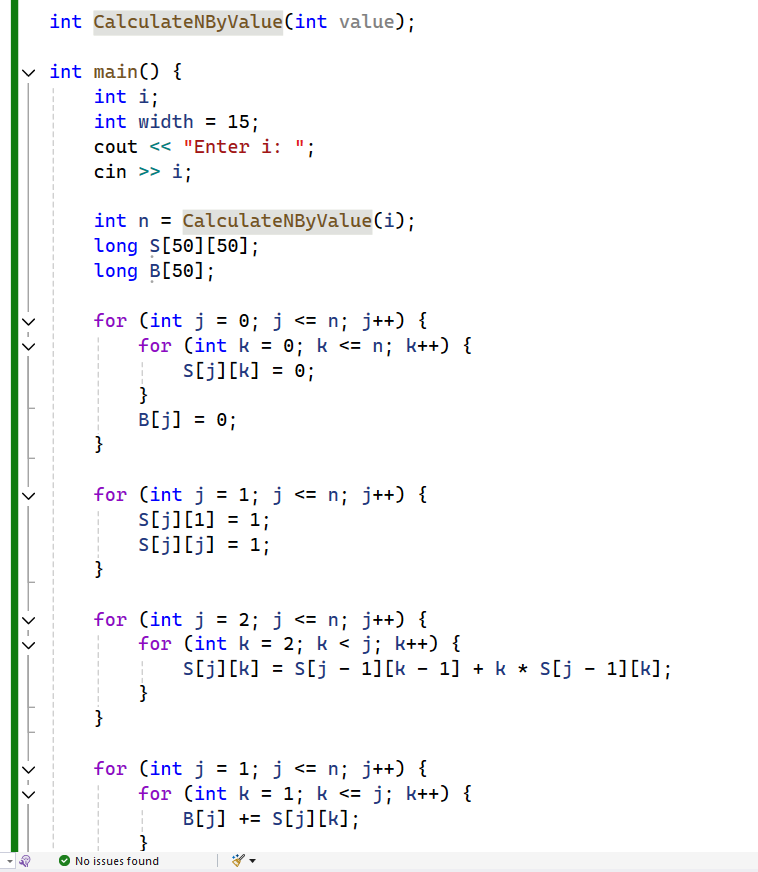 int CalculateNByValue(int value);
int main() {
int i;
int width = 15;
cout << "Enter i: ";
cin >> i;
int n = CalculateNByValue(i);
long S[50][50];
long B[50];
for (int j = 0; j <= n; j++) {
for (int k = 0; k <= n; k++) {
S[j][k] = 0;
}
B[j] = 0;
}
for (int j = 1; j <= n; j++) {
S[j][1] = 1;
S[j][j] = 1;
}
for (int j = 2; j <= n; j++) {
for (int k = 2; k < j; k++) {
S[j][k] = S[j - 1][k - 1] + k * S[j - 1][k];
}
}
for (int j = 1; j <= n; j++) {
for (int k = 1; k <= j; k++) {
B[j] += S[j][k];
}
No issues found